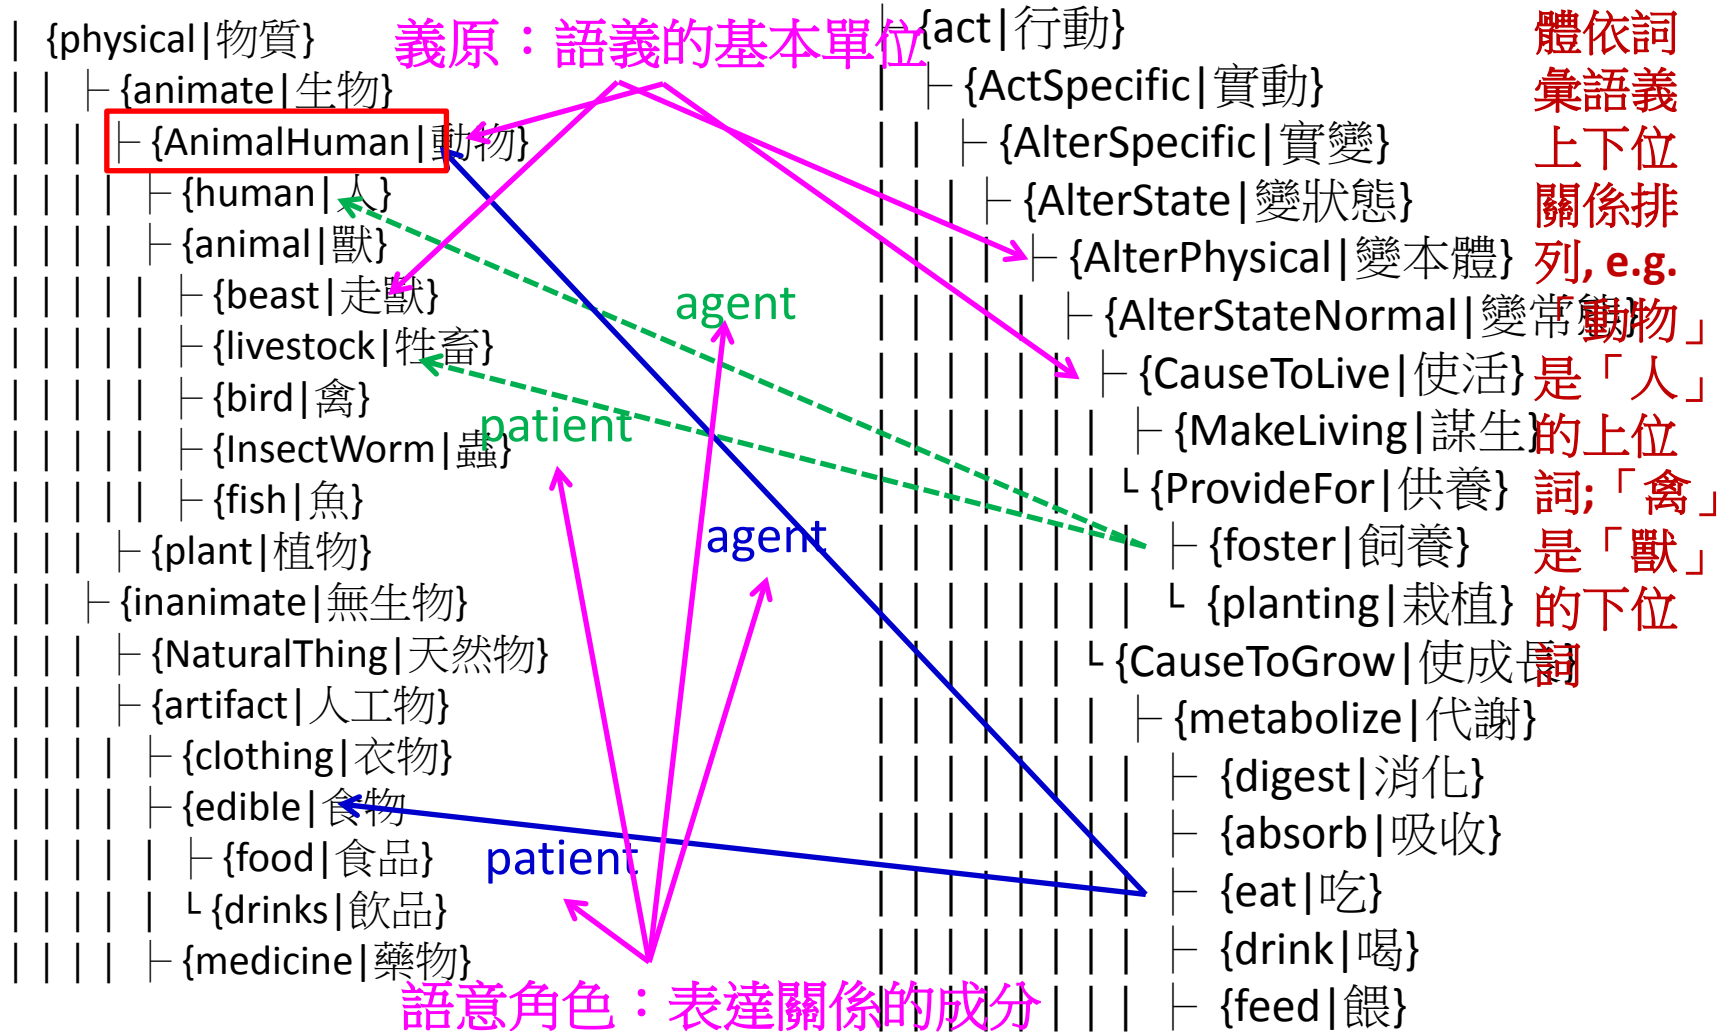 義原：語義的基本單位
| {physical|物質}
| | ├ {animate|生物}
| | | ├ {AnimalHuman|動物}
| | | | ├ {human|人}
| | | | ├ {animal|獸}
| | | | | ├ {beast|走獸}
| | | | | ├ {livestock|牲畜}
| | | | | ├ {bird|禽}
| | | | | ├ {InsectWorm|蟲}
| | | | | ├ {fish|魚}
| | | ├ {plant|植物}
| | ├ {inanimate|無生物}
| | | ├ {NaturalThing|天然物}
| | | ├ {artifact|人工物}
| | | | ├ {clothing|衣物}
| | | | ├ {edible|食物
| | | | | ├ {food|食品}
| | | | | └ {drinks|飲品}
| | | | ├ {medicine|藥物}
agent
patient
agent
patient
語意角色：表達關係的成分
├ {act|行動}
| ├ {ActSpecific|實動}
| | ├ {AlterSpecific|實變}
| | | ├ {AlterState|變狀態}
| | | | ├ {AlterPhysical|變本體}
| | | | | ├ {AlterStateNormal|變常態}
| | | | | | ├ {CauseToLive|使活}
| | | | | | | ├ {MakeLiving|謀生}
| | | | | | | └ {ProvideFor|供養}
| | | | | | | | ├ {foster|飼養}
| | | | | | | | └ {planting|栽植}
| | | | | | └ {CauseToGrow|使成長}
| | | | | | | ├ {metabolize|代謝}
| | | | | | | | ├ {digest|消化}
| | | | | | | | ├ {absorb|吸收}
| | | | | | | | ├ {eat|吃}
| | | | | | | | ├ {drink|喝}
| | | | | | | | ├ {feed|餵}
體依詞
彙語義
上下位
關係排
列, e.g.
「動物」
是「人」
的上位
詞;「禽」
是「獸」
的下位
詞